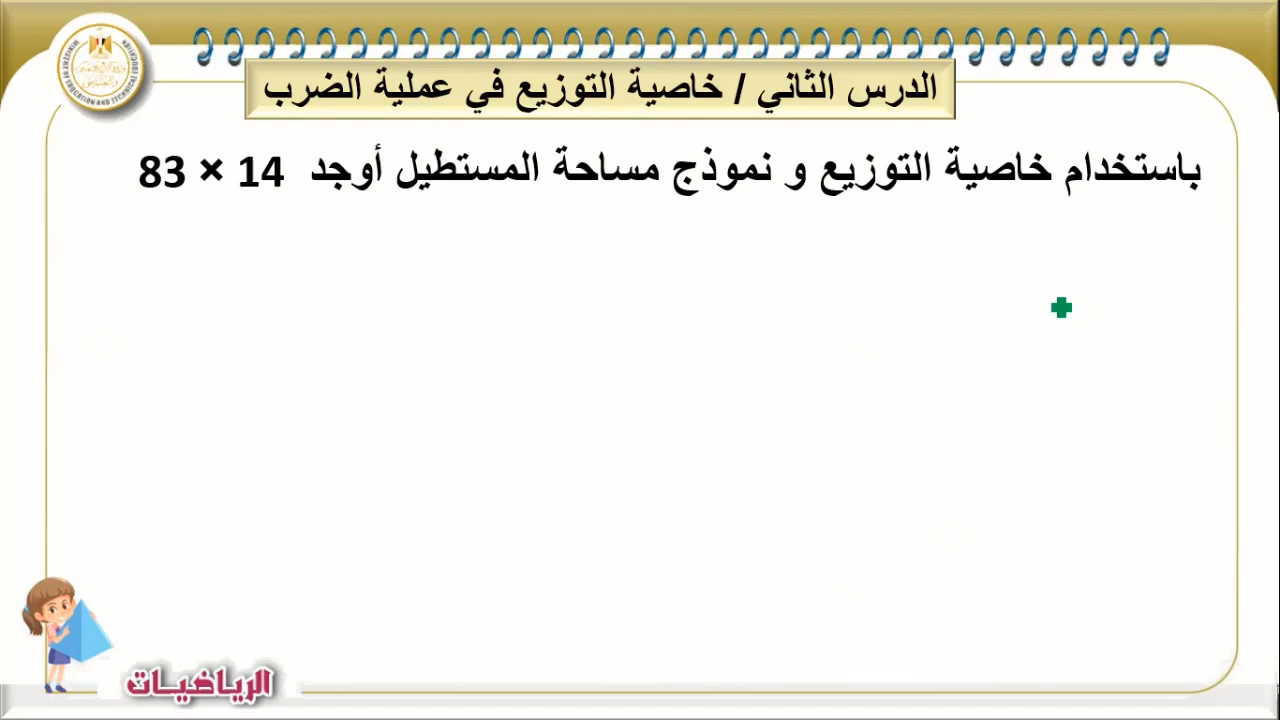 الدرس الثاني / خاصية التوزيع في عملية الضرب
باستخدام خاصية التوزيع و نموذج مساحة المستطيل أوجد 14 × 83
الرياضيات